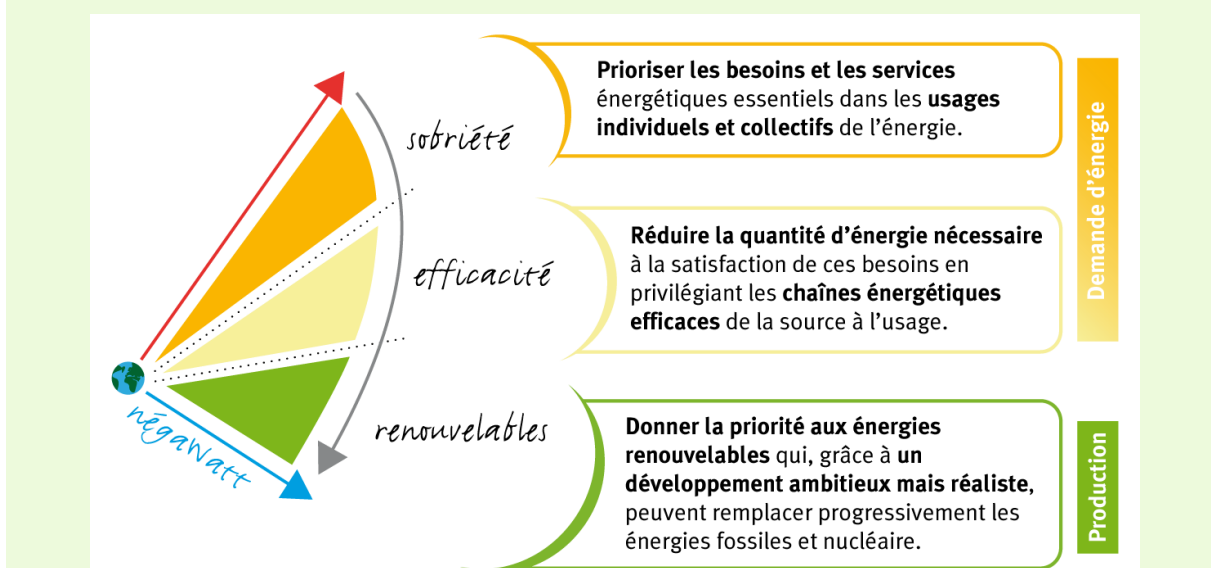 sobriété
Prioriser les besoins et les services
énergétiques essentiels dans les usages
individuels et collectifs de l'énergie.
efficacité
Réduire la quantité d'énergie nécessaire
à la satisfaction de ces besoins en
privilégiant les chaînes énergétiques
efficaces de la source à l'usage.
Demande d'énergie
négawatt
renouvelables
Donner la priorité aux énergies
renouvelables qui, grâce à un
développement ambitieux mais réaliste,
peuvent remplacer progressivement les
énergies fossiles et nucléaire.
Production